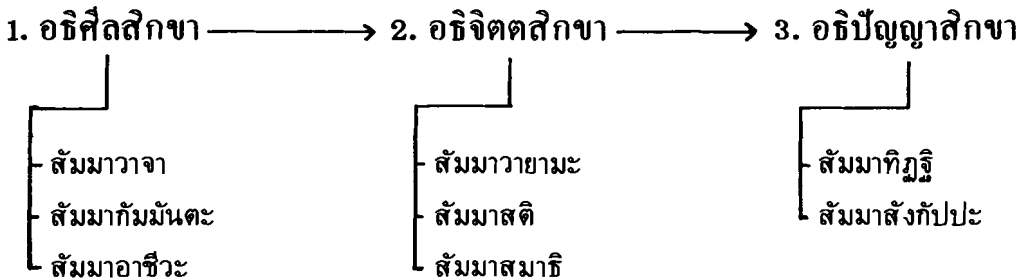 1. อธิศีลสิกขา 2. อธิจิตตสิกขา 3. อธิปัญญาสิกขา
สัมมาวาจา สัมมาวายามะ สัมมาทิฏฐิ
สัมมากัมมันตะ สัมมาสติ สัมมาสังกัปปะ
สัมมาอาชีวะ สัมมาสมาธิ